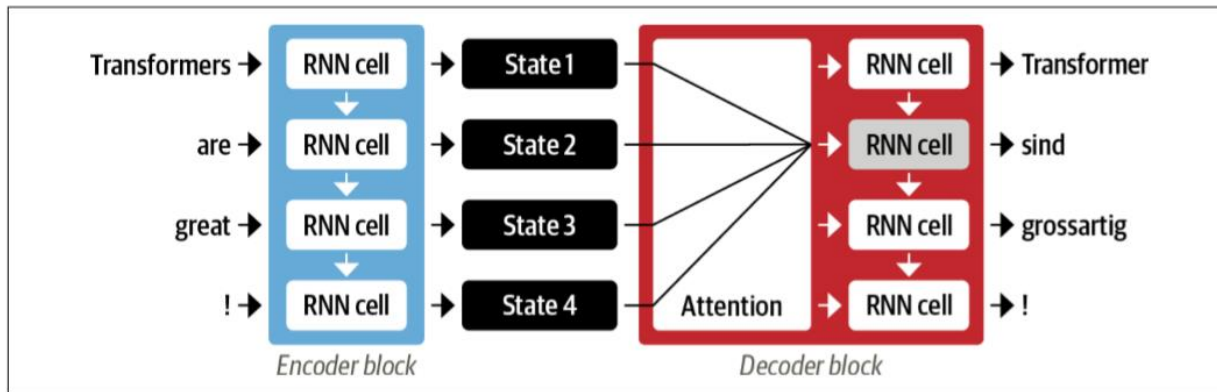 Transformers RNN cell State 1 RNN cell Transformer
are RNN cell State 2 RNN cell sind
great RNN cell State 3 RNN cell grossartig
! RNN cell State 4 Attention RNN cell !
Encoder block Decoder block